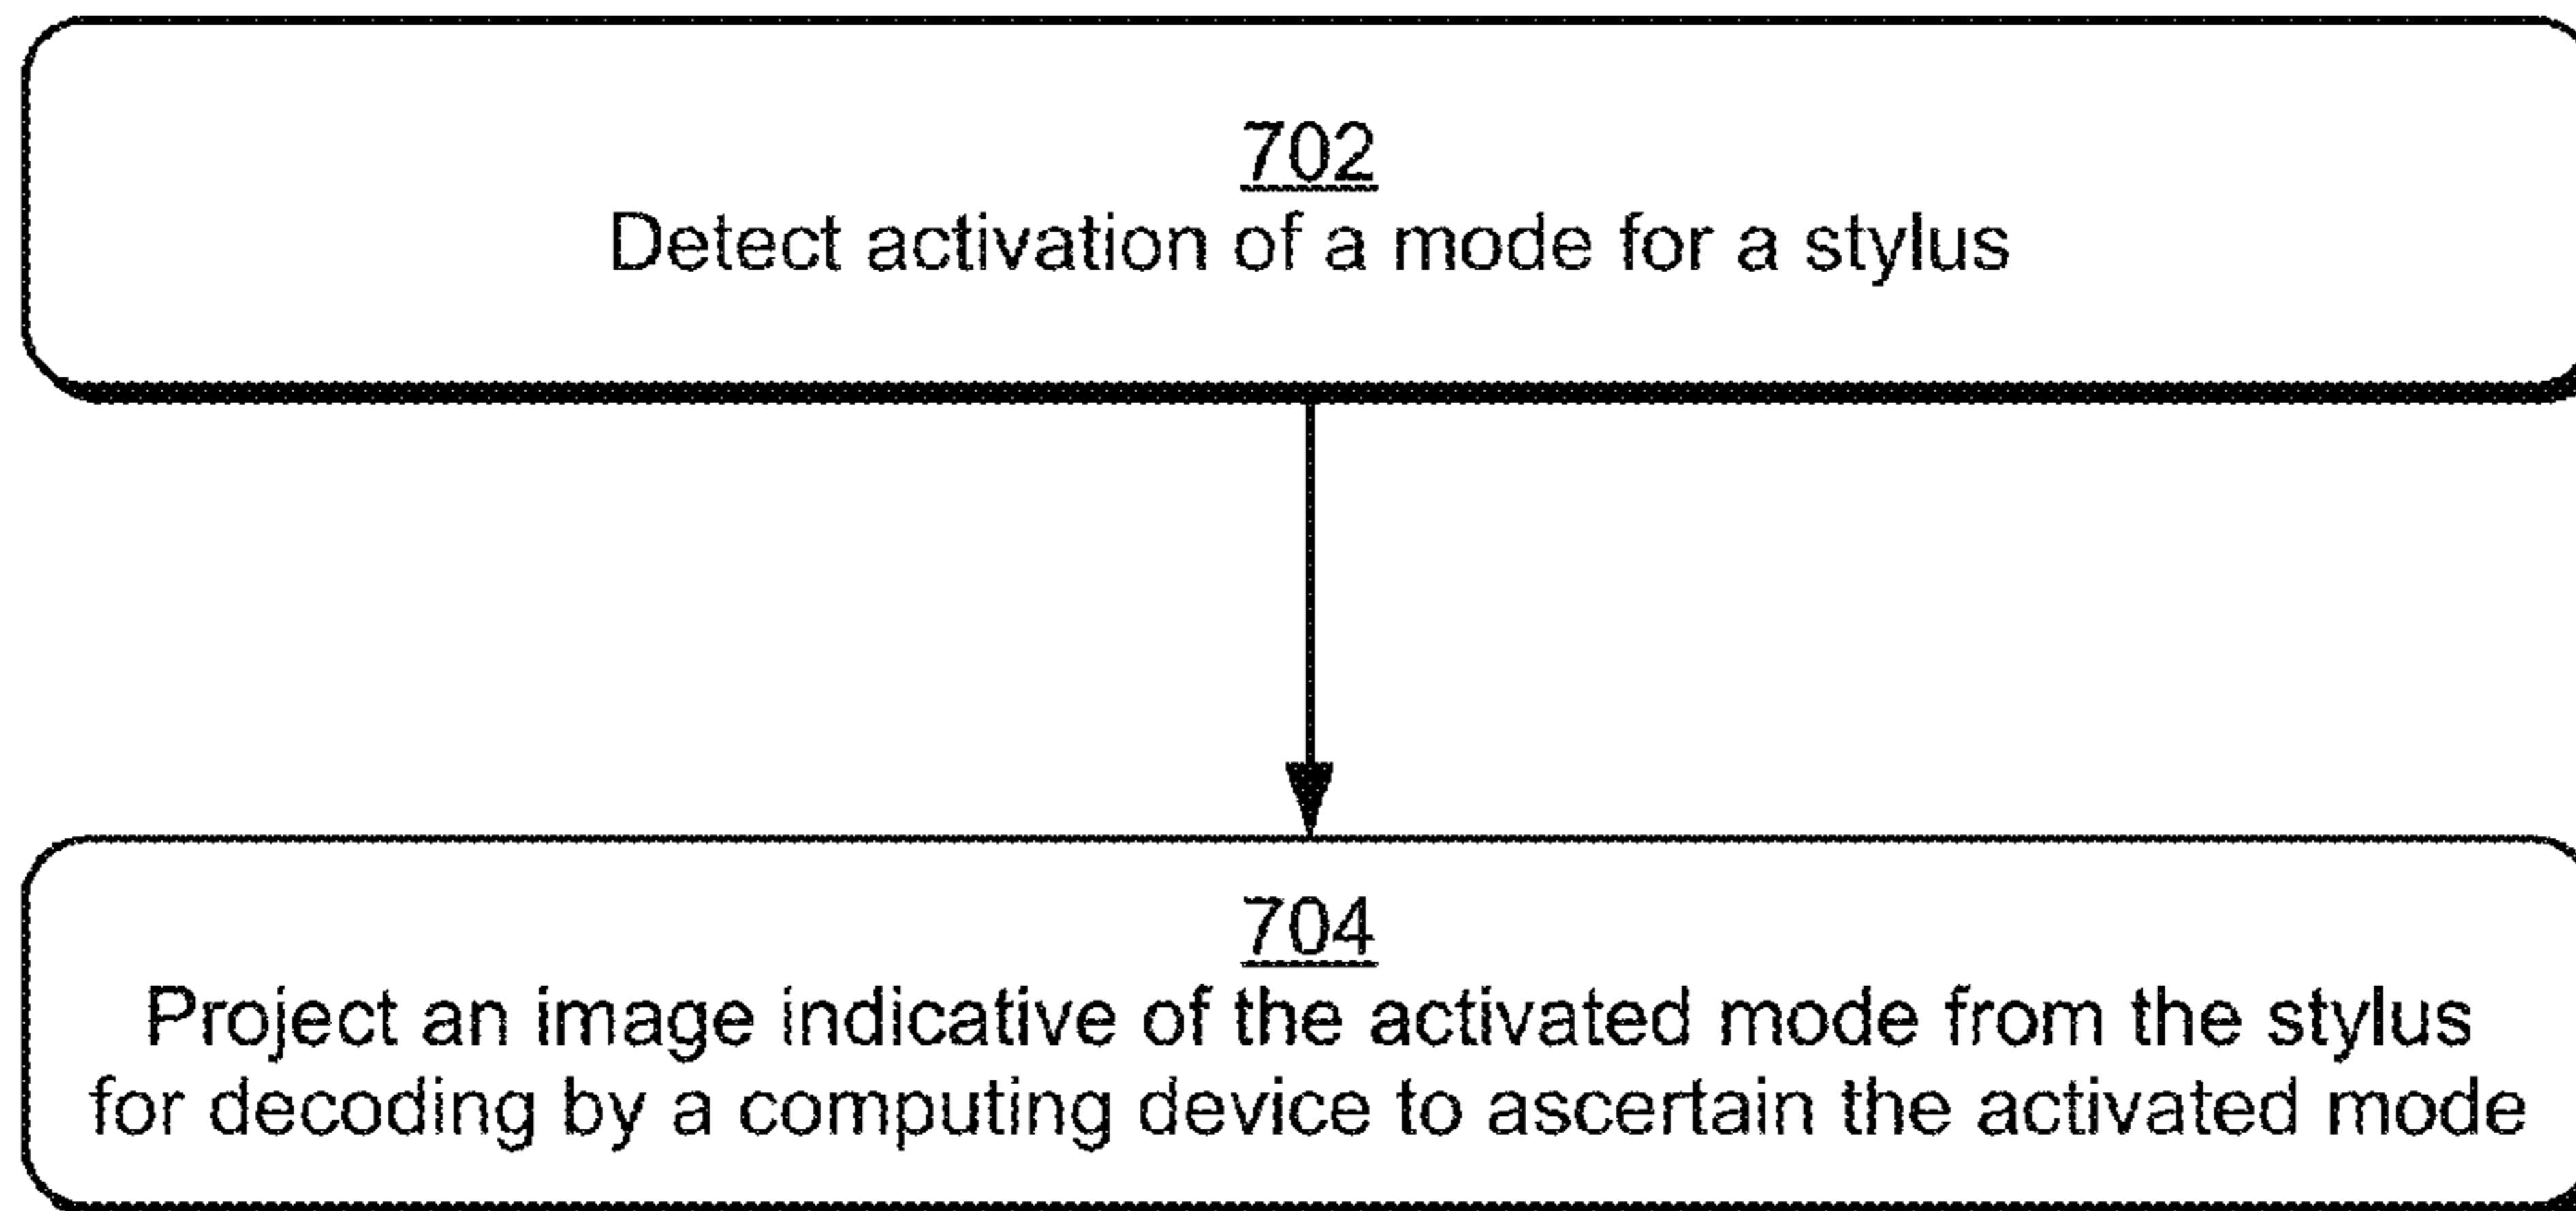 702
Detect activation of a mode for a stylus
704
Project an image indicative of the activated mode from the stylus
for decoding by a computing device to ascertain the activated mode